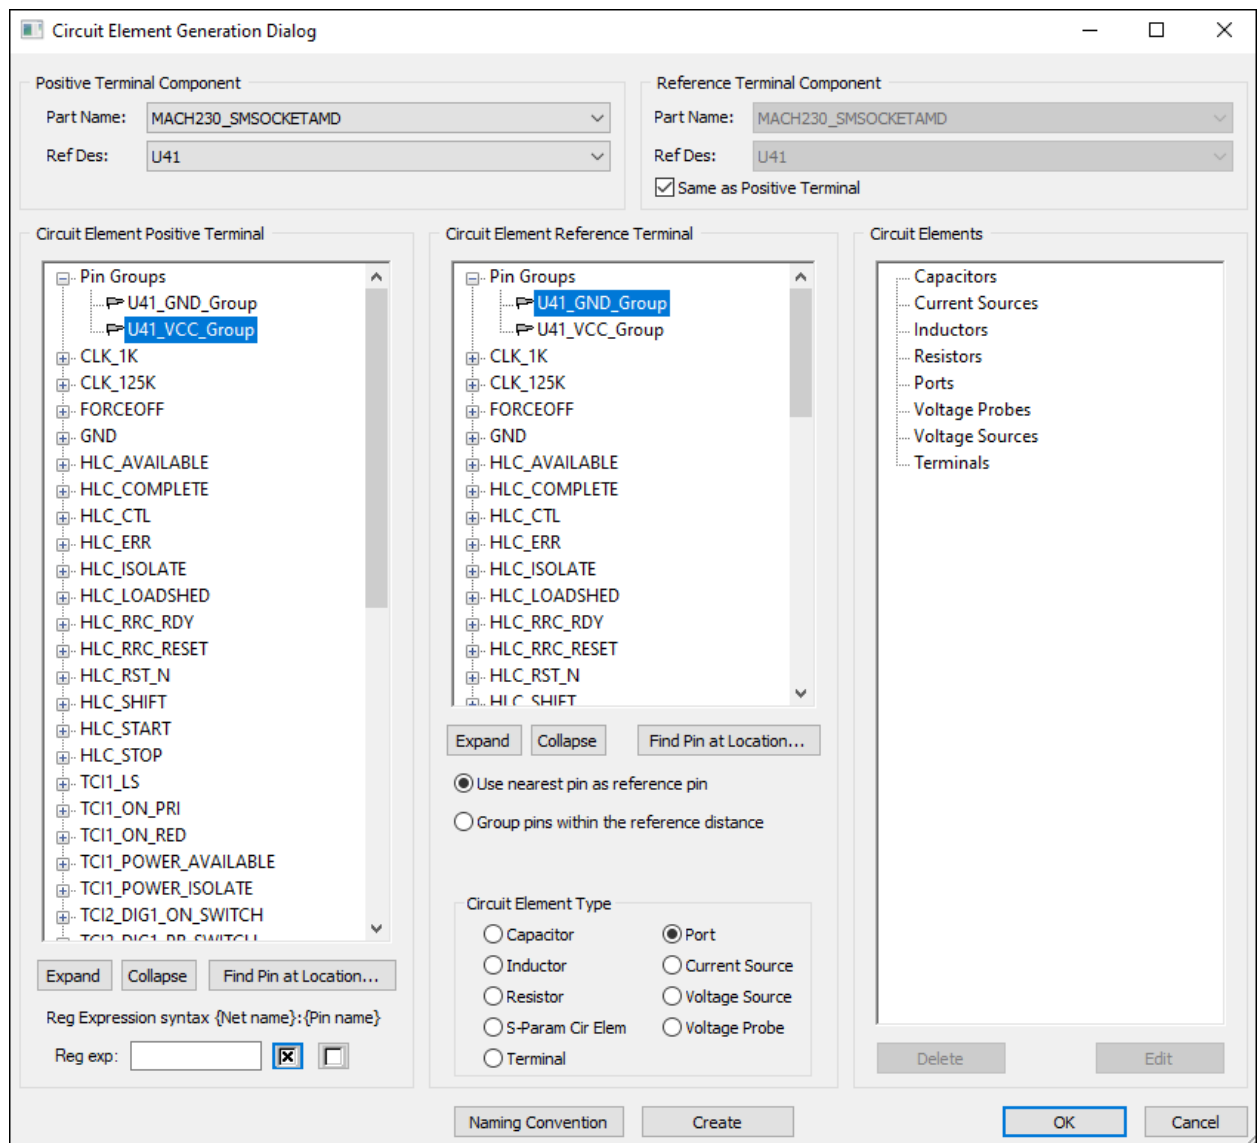 Circuit Element Generation Dialog
Positive Terminal Component
Part Name: MACH230_SMSOCKETAMD
Ref Des: U41
Reference Terminal Component
Part Name: MACH230_SMSOCKETAMD
Ref Des: U41
Same as Positive Terminal
Circuit Element Positive Terminal
Pin Groups
U41_GND_Group
U41_VCC_Group
CLK_1K
CLK_125K
FORCEOFF
GND
HLC_AVAILABLE
HLC_COMPLETE
HLC_CTL
HLC_ERR
HLC_ISOLATE
HLC_LOADSHED
HLC_RRC_RDY
HLC_RRC_RESET
HLC_RST_N
HLC_SHIFT
HLC_START
HLC_STOP
TCI1_LS
TCI1_ON_PRI
TCI1_ON_RED
TCI1_POWER_AVAILABLE
TCI1_POWER_ISOLATE
TCI2_DIG1_ON_SWITCH
TCI2_DIG1_PB_SWITCH
Expand Collapse Find Pin at Location...
Reg Expression syntax {Net name}:{Pin name}
Reg exp:
Circuit Element Reference Terminal
Pin Groups
U41_GND_Group
U41_VCC_Group
CLK_1K
CLK_125K
FORCEOFF
GND
HLC_AVAILABLE
HLC_COMPLETE
HLC_CTL
HLC_ERR
HLC_ISOLATE
HLC_LOADSHED
HLC_RRC_RDY
HLC_RRC_RESET
HLC_RST_N
HLC_SHIFT
Expand Collapse Find Pin at Location...
Use nearest pin as reference pin
Group pins within the reference distance
Circuit Element Type
Capacitor Port
Inductor Current Source
Resistor Voltage Source
S-Param Cir Elem Voltage Probe
Terminal
Circuit Elements
Capacitors
Current Sources
Inductors
Resistors
Ports
Voltage Probes
Voltage Sources
Terminals
Delete Edit
Naming Convention Create OK Cancel